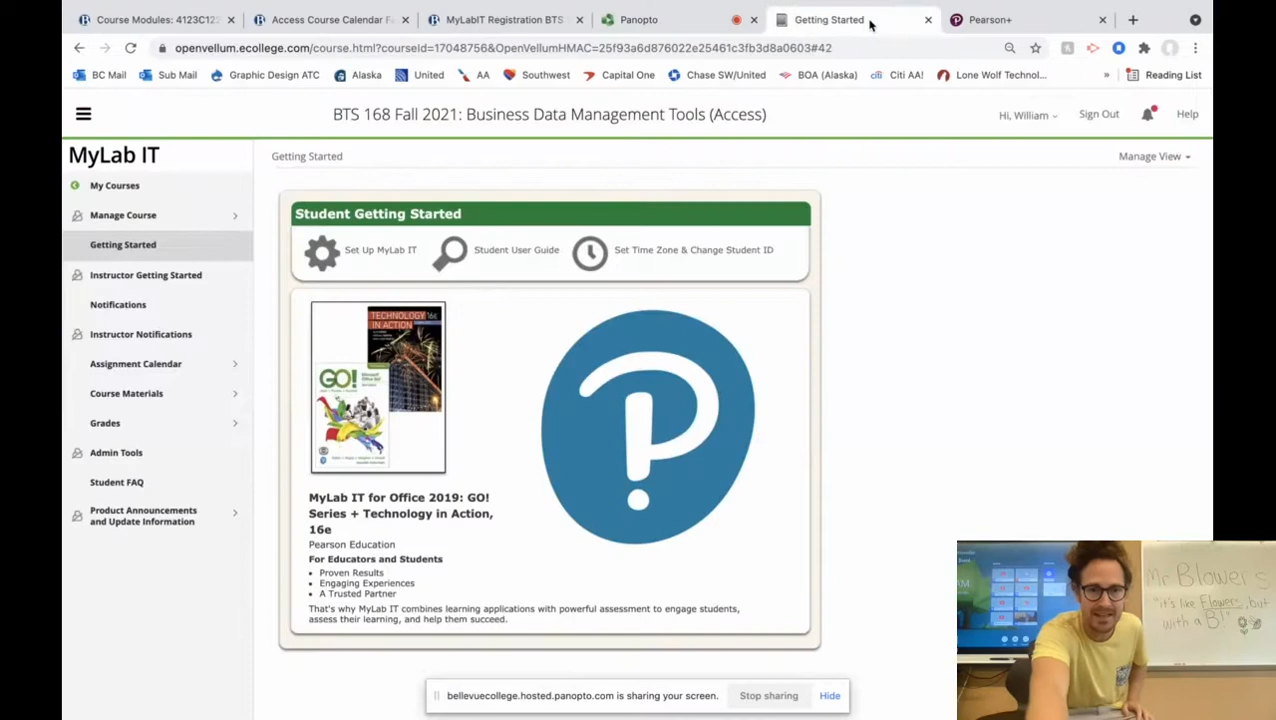 Course Modules: 4123C123
Access Course Calendar Fa
MyLabIT Registration BTS
Panopto
Getting Started
Pearson+
openvellum.ecollege.com/course.html?courseId=17048756&OpenVellumHMAC=25f93a6d876022e25461c3fb3d8a0603#42
BC Mail
Sub Mail
Graphic Design ATC
Alaska
United
AA
Southwest
Capital One
Chase SW/United
BOA (Alaska)
citi
Citi AA!
Lone Wolf Technol...
»
Reading List
BTS 168 Fall 2021: Business Data Management Tools (Access)
Hi, William
Sign Out
Help
MyLab IT
My Courses
Manage Course
Getting Started
Instructor Getting Started
Notifications
Instructor Notifications
Assignment Calendar
Course Materials
Grades
Admin Tools
Student FAQ
Product Announcements
and Update Information
Getting Started
Manage View
Student Getting Started
Set Up MyLab IT
Student User Guide
Set Time Zone & Change Student ID
TECHNOLOGY
IN ACTION
16e
GO!
MyLab IT for Office 2019: GO!
Series + Technology in Action,
16e
Pearson Education
For Educators and Students
• Proven Results
• Engaging Experiences
• A Trusted Partner
That's why MyLab IT combines learning applications with powerful assessment to engage students,
assess their learning, and help them succeed.
bellevuecollege.hosted.panopto.com is sharing your screen.
Stop sharing
Hide
Mr Blowers
"it's like Flowers, but
with a B!"